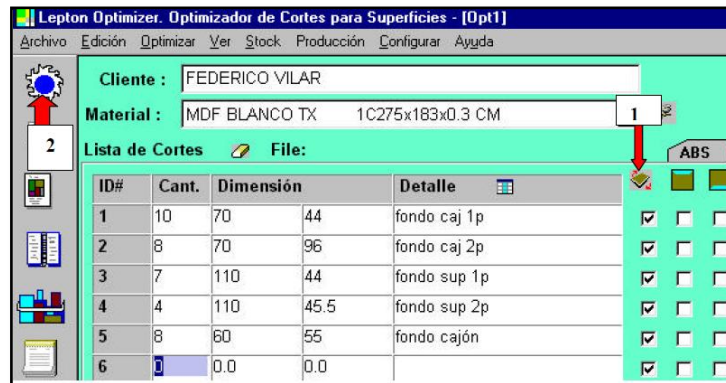 Lepton Optimizer. Optimizador de Cortes para Superficies - [Opt1]
Archivo Edición Optimizar Ver Stock Producción Configurar Ayuda
Cliente : FEDERICO VILAR
Material : MDF BLANCO TX 1C275x183x0.3 CM
1
2
Lista de Cortes File:
ABS
ID# Cant. Dimensión Detalle
1 10 70 44 fondo caj 1p
2 8 70 96 fondo caj 2p
3 7 110 44 fondo sup 1p
4 4 110 45.5 fondo sup 2p
5 8 60 55 fondo cajón
6 0 0.0 0.0